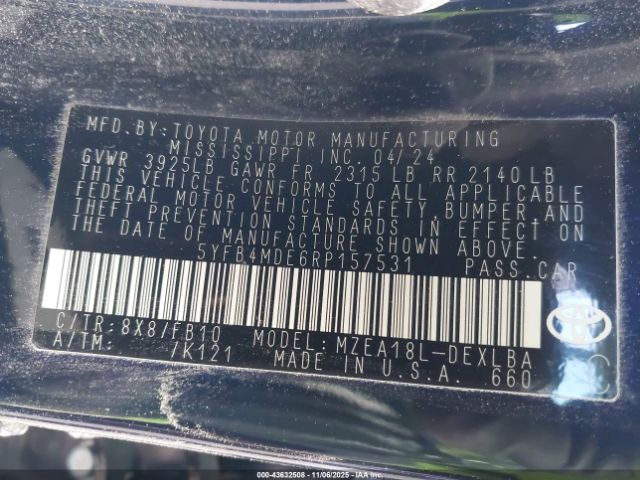 MFD.BY:TOYOTA MOTOR MANUFACTURING
MISSISSIPPI INC. 04/24
GVWR 3925LB GAWR FR 2315 LB RR 2140 LB
THIS VEHICLE CONFORMS TO ALL APPLICABLE
FEDERAL MOTOR VEHICLE SAFETY, BUMPER, AND
THEFT PREVENTION STANDARDS IN EFFECT ON
THE DATE OF MANUFACTURE SHOWN ABOVE.
5YFB4MDE6RP157531 PASS.CAR
C/TR:8X8/FB10 MODEL:MZEA18L-DEXLBA
A/TM: /K121 MADE IN U.S.A. 660
C
000-43632508 - 11/06/2025 - IAA Inc.